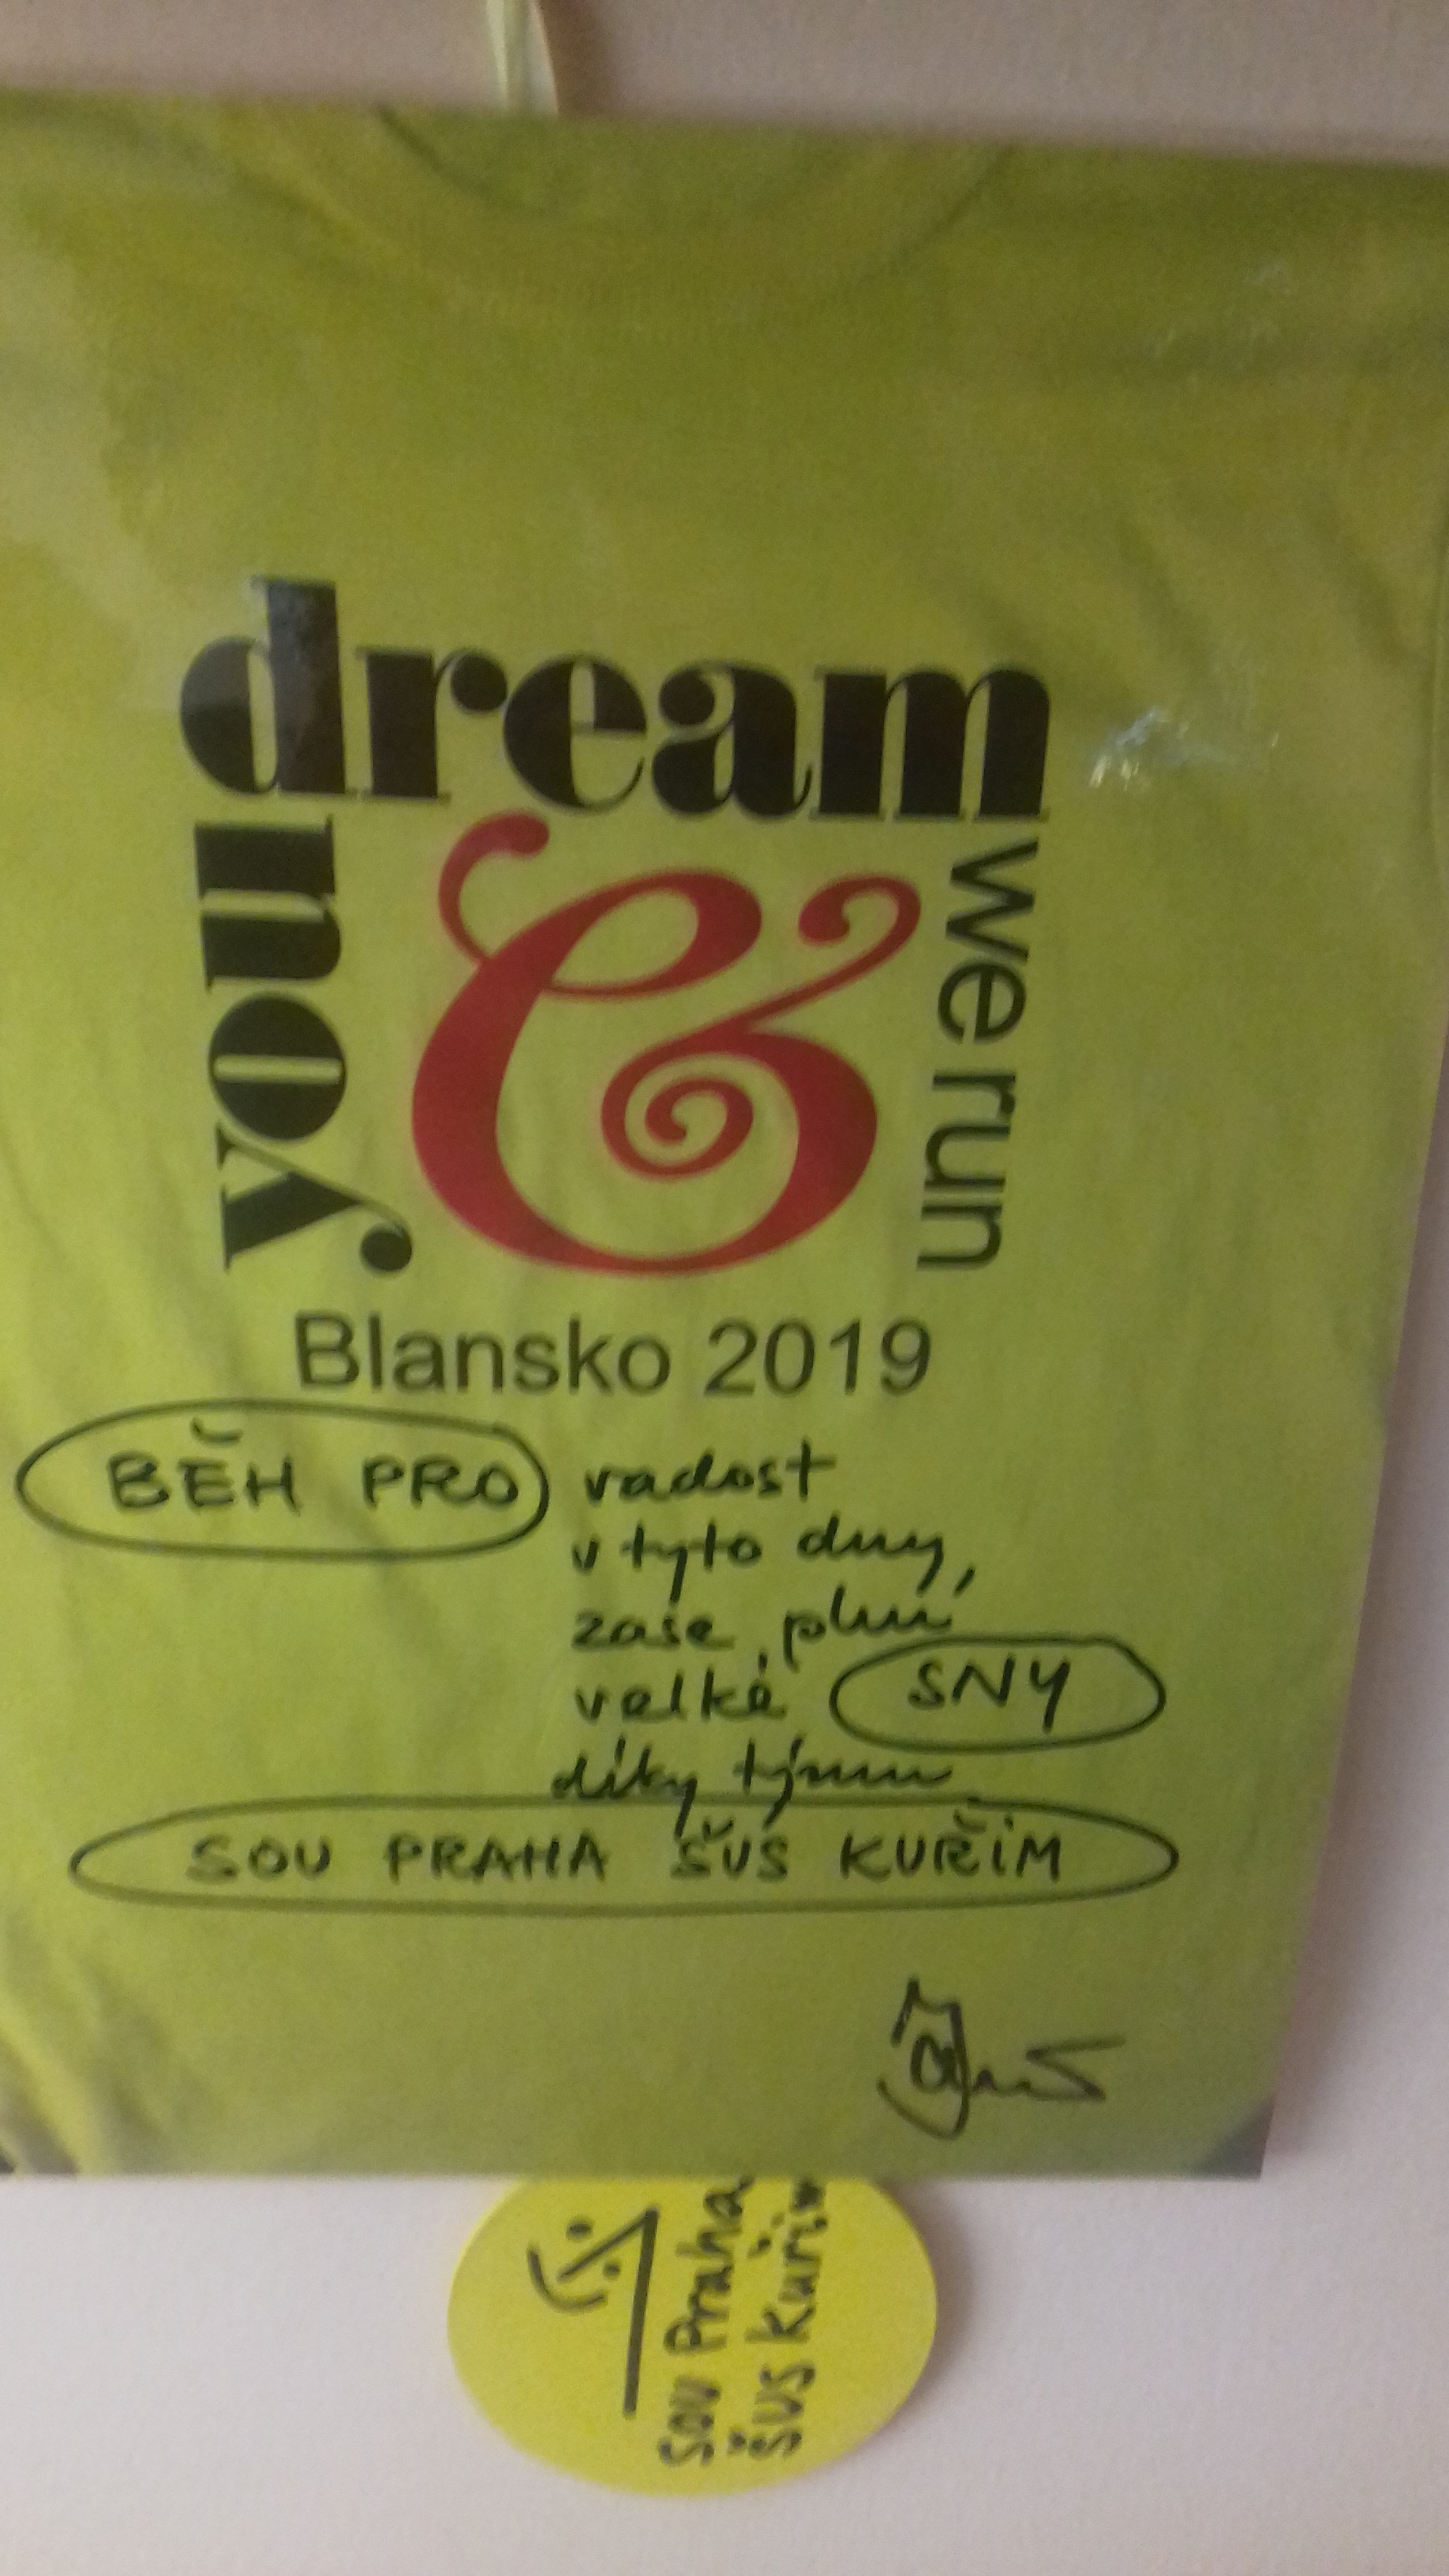 you
dream
&
we run
Blansko 2019
BĚH PRO radost
v tyto dny,
zase plní
velké SNY
díky týmu
SOU PRAHA ŠUS KUŘIM
SOU Praha
ŠUS Kuřim